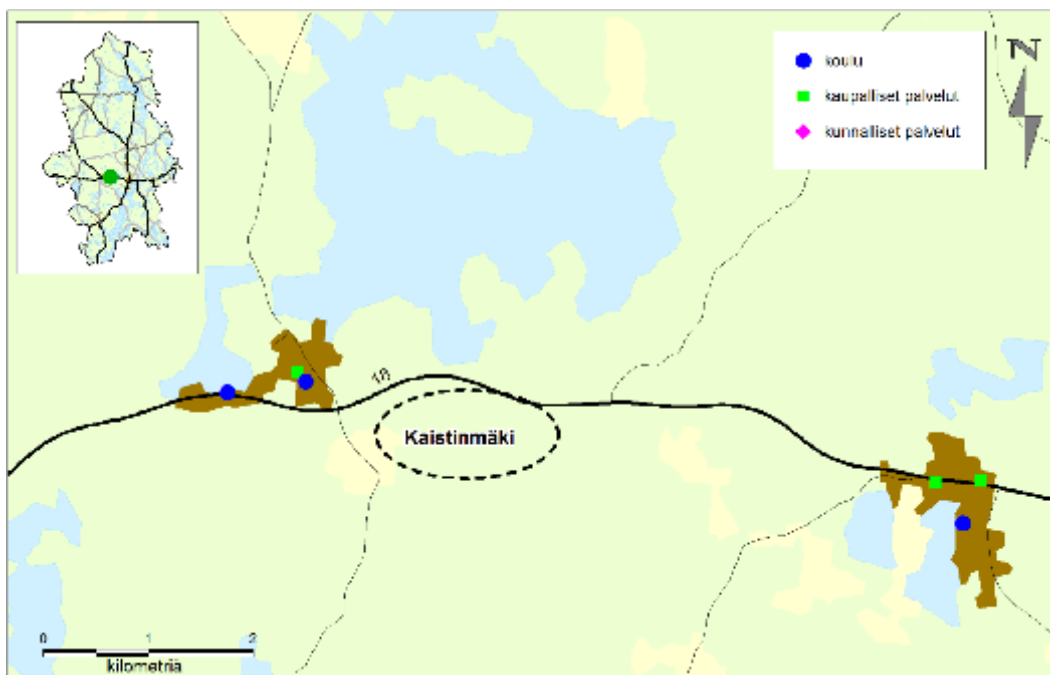 N
koulu
kaupalliset palvelut
kunnalliset palvelut
18
Kaistinmäki
0 1 2
kilometriä